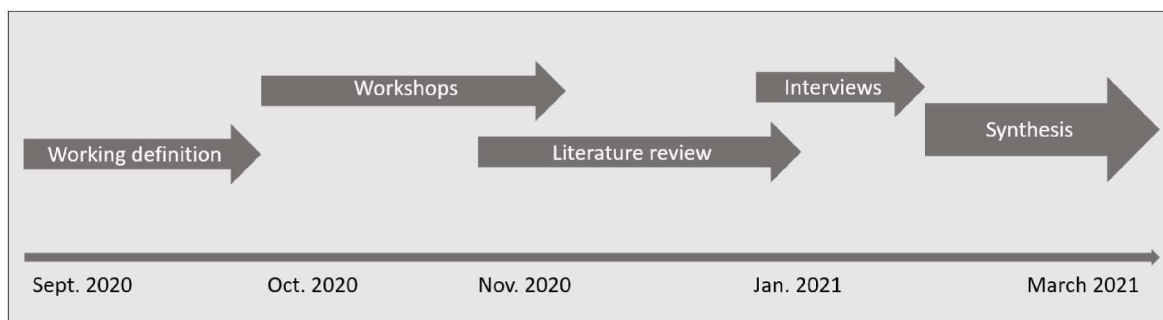 Workshops
Interviews
Synthesis
Working definition
Literature review
Sept. 2020
Oct. 2020
Nov. 2020
Jan. 2021
March 2021